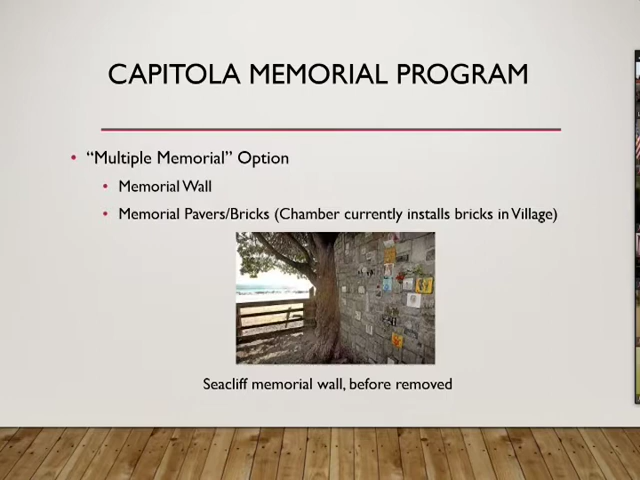 CAPITOLA MEMORIAL PROGRAM
• “Multiple Memorial” Option
• Memorial Wall
• Memorial Pavers/Bricks (Chamber currently installs bricks in Village)
Seacliff memorial wall, before removed